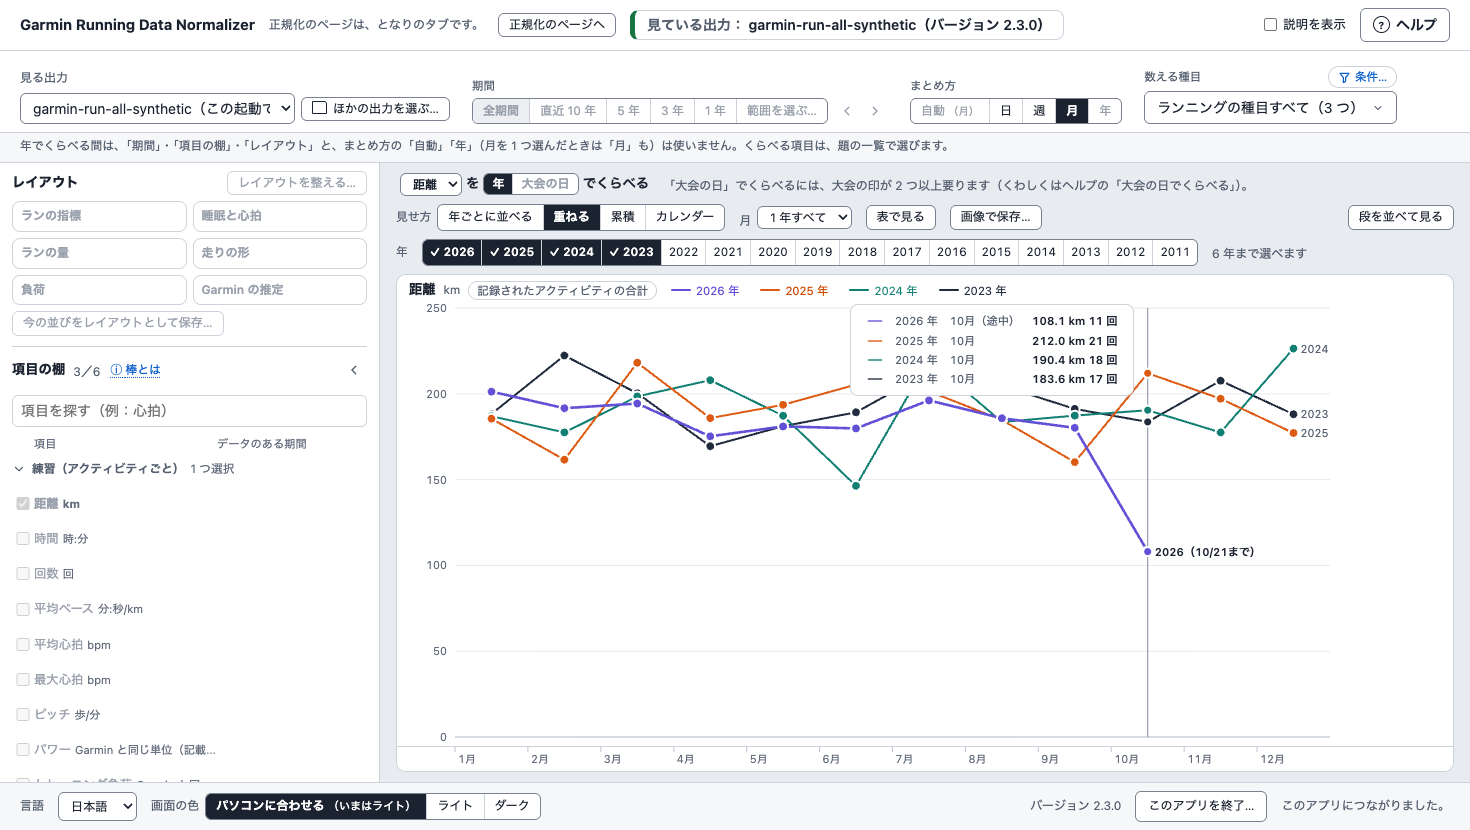 Garmin Running Data Normalizer 正規化のページは、となりのタブです。 正規化のページへ 見ている出力： garmin-run-all-synthetic（バージョン 2.3.0） 説明を表示 ? ヘルプ
見る出力 期間 まとめ方 数える種目 条件...
garmin-run-all-synthetic（この起動で ほかの出力を選ぶ... 全期間 直近 10 年 5 年 3 年 1 年 範囲を選ぶ... 自動 （月） 日 週 月 年 ランニングの種目すべて（3 つ）
年でくらべる間は、「期間」・「項目の棚」・「レイアウト」と、まとめ方の「自動」「年」（月を 1 つ選んだときは「月」も）は使いません。くらべる項目は、題の一覧で選びます。
レイアウト レイアウトを整える...
ランの指標 睡眠と心拍
ランの量 走りの形
負荷 Garmin の推定
今の並びをレイアウトとして保存...
項目の棚 3／6 ⓘ 棒とは
項目を探す（例：心拍）
項目 データのある期間
練習（アクティビティごと） 1 つ選択
距離 km
時間 時:分
回数 回
平均ペース 分:秒/km
平均心拍 bpm
最大心拍 bpm
ピッチ 歩/分
パワー Garmin と同じ単位（記載...
距離 を 年 大会の日 でくらべる 「大会の日」でくらべるには、大会の印が 2 つ以上要ります（くわしくはヘルプの「大会の日でくらべる」）。
見せ方 年ごとに並べる 重ねる 累積 カレンダー 月 1 年すべて 表で見る 画像で保存... 段を並べて見る
年 ✓ 2026 ✓ 2025 ✓ 2024 ✓ 2023 2022 2021 2020 2019 2018 2017 2016 2015 2014 2013 2012 2011 6 年まで選べます
距離 km 記録されたアクティビティの合計 2026 年 2025 年 2024 年 2023 年
2026 年 10月（途中） 108.1 km 11 回
2025 年 10月 212.0 km 21 回
2024 年 10月 190.4 km 18 回
2023 年 10月 183.6 km 17 回
250
200
150
100
50
0
2024
2023
2025
2026（10/21まで）
1月 2月 3月 4月 5月 6月 7月 8月 9月 10月 11月 12月
言語 日本語 画面の色 パソコンに合わせる （いまはライト） ライト ダーク バージョン 2.3.0 このアプリを終了... このアプリにつながりました。